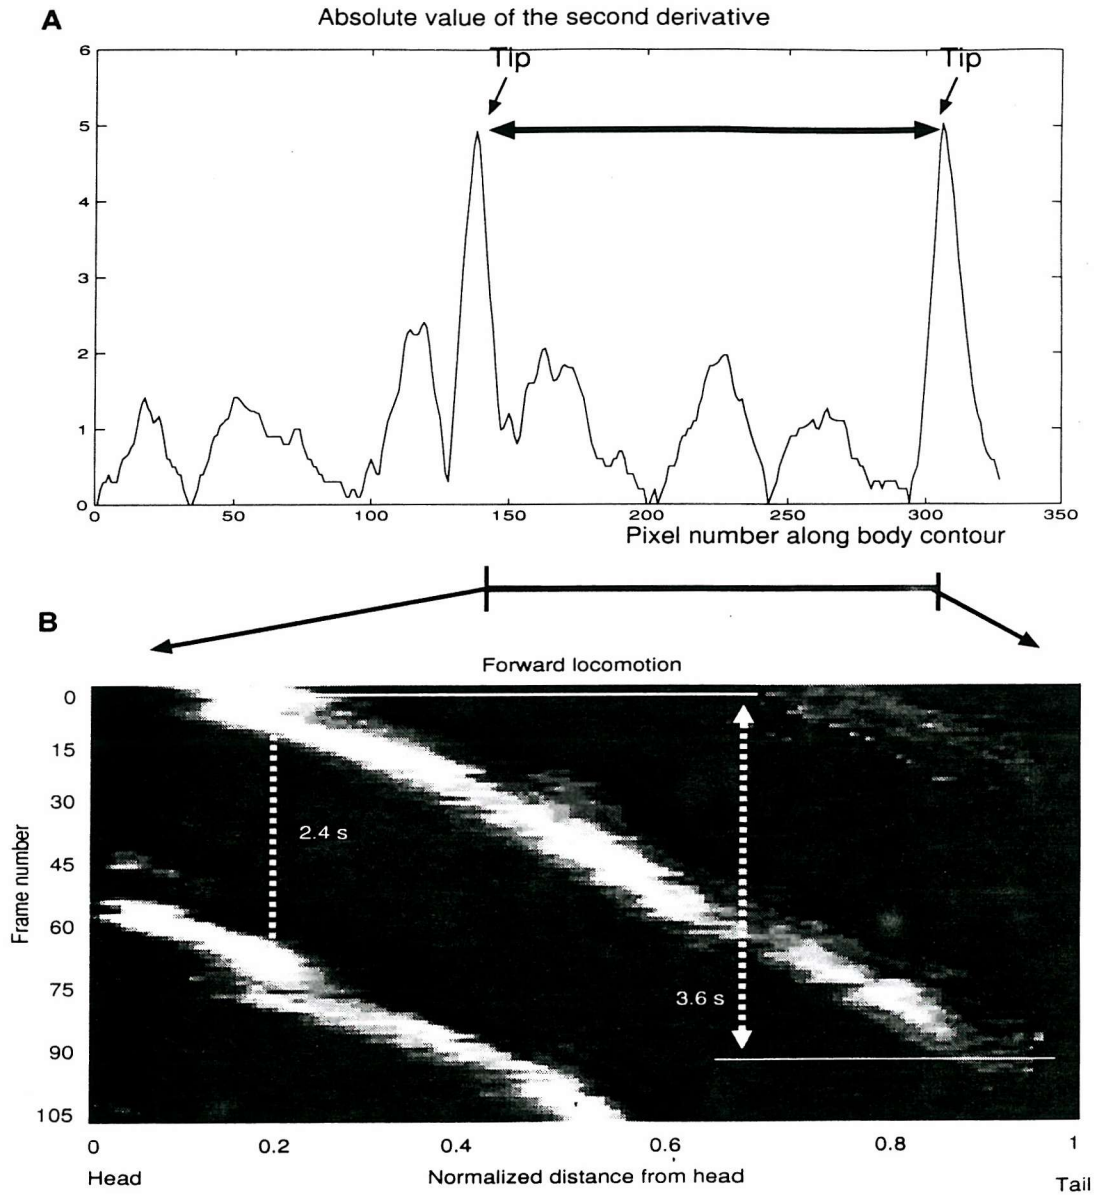 A
Absolute value of the second derivative
6
Tip
Tip
5
4
3
2
1
0
0 50 100 150 200 250 300 350
Pixel number along body contour
B
Forward locomotion
0
15
30
2.4 s
45
60
75
3.6 s
90
105
Frame number
0 0.2 0.4 0.6 0.8 1
Head Normalized distance from head Tail